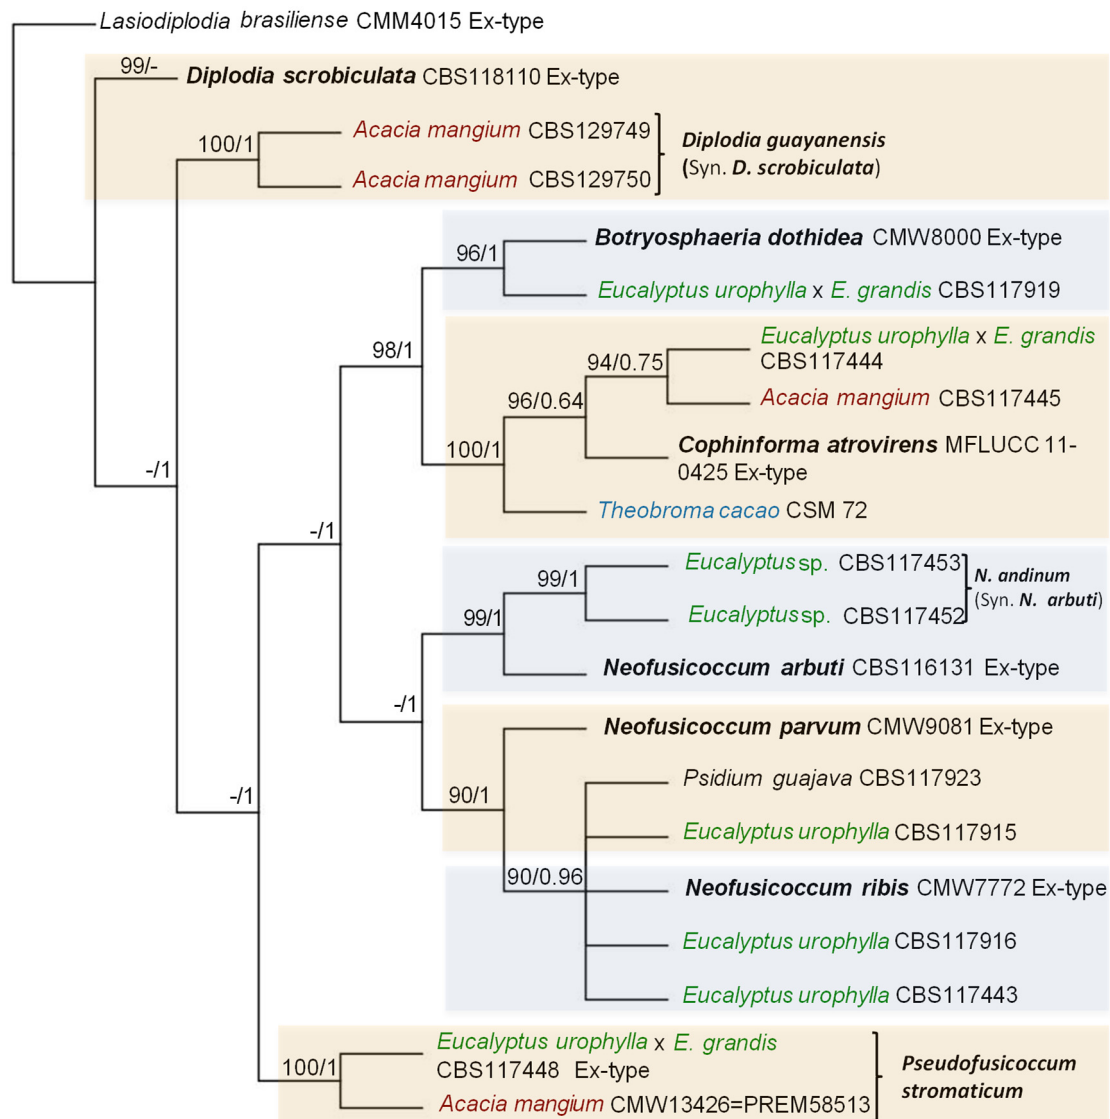 Lasiodiplodia brasiliense CMM4015 Ex-type
99/-
Diplodia scrobiculata CBS118110 Ex-type
100/1
Acacia mangium CBS129749
Acacia mangium CBS129750
Diplodia guayanensis
(Syn. D. scrobiculata)
96/1
Botryosphaeria dothidea CMW8000 Ex-type
Eucalyptus urophylla x E. grandis CBS117919
98/1
94/0.75
Eucalyptus urophylla x E. grandis
CBS117444
Acacia mangium CBS117445
96/0.64
100/1
Cophinforma atrovirens MFLUCC 11-
0425 Ex-type
Theobroma cacao CSM 72
-/1
-/1
99/1
Eucalyptus sp. CBS117453
Eucalyptus sp. CBS117452
N. andinum
(Syn. N. arbuti)
99/1
Neofusicoccum arbuti CBS116131 Ex-type
-/1
Neofusicoccum parvum CMW9081 Ex-type
90/1
Psidium guajava CBS117923
Eucalyptus urophylla CBS117915
-/1
90/0.96
Neofusicoccum ribis CMW7772 Ex-type
Eucalyptus urophylla CBS117916
Eucalyptus urophylla CBS117443
100/1
Eucalyptus urophylla x E. grandis
CBS117448 Ex-type
Acacia mangium CMW13426=PREM58513
Pseudofusicoccum
stromaticum